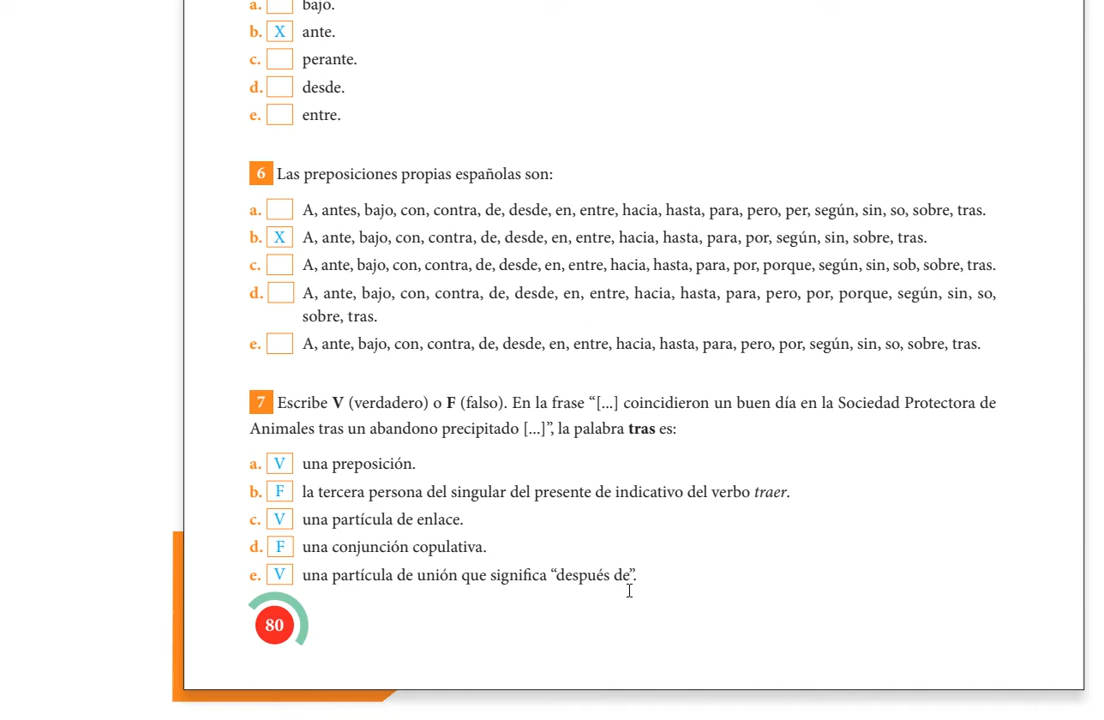 a. bajo.
b. X ante.
c. perante.
d. desde.
e. entre.
6 Las preposiciones propias españolas son:
a. A, antes, bajo, con, contra, de, desde, en, entre, hacia, hasta, para, pero, per, según, sin, so, sobre, tras.
b. X A, ante, bajo, con, contra, de, desde, en, entre, hacia, hasta, para, por, según, sin, sobre, tras.
c. A, ante, bajo, con, contra, de, desde, en, entre, hacia, hasta, para, por, porque, según, sin, sob, sobre, tras.
d. A, ante, bajo, con, contra, de, desde, en, entre, hacia, hasta, para, pero, por, porque, según, sin, so,
sobre, tras.
e. A, ante, bajo, con, contra, de, desde, en, entre, hacia, hasta, para, pero, por, según, sin, so, sobre, tras.
7 Escribe V (verdadero) o F (falso). En la frase “[...] coincidieron un buen día en la Sociedad Protectora de
Animales tras un abandono precipitado [...]”, la palabra tras es:
a. V una preposición.
b. F la tercera persona del singular del presente de indicativo del verbo traer.
c. V una partícula de enlace.
d. F una conjunción copulativa.
e. V una partícula de unión que significa “después de”.
80